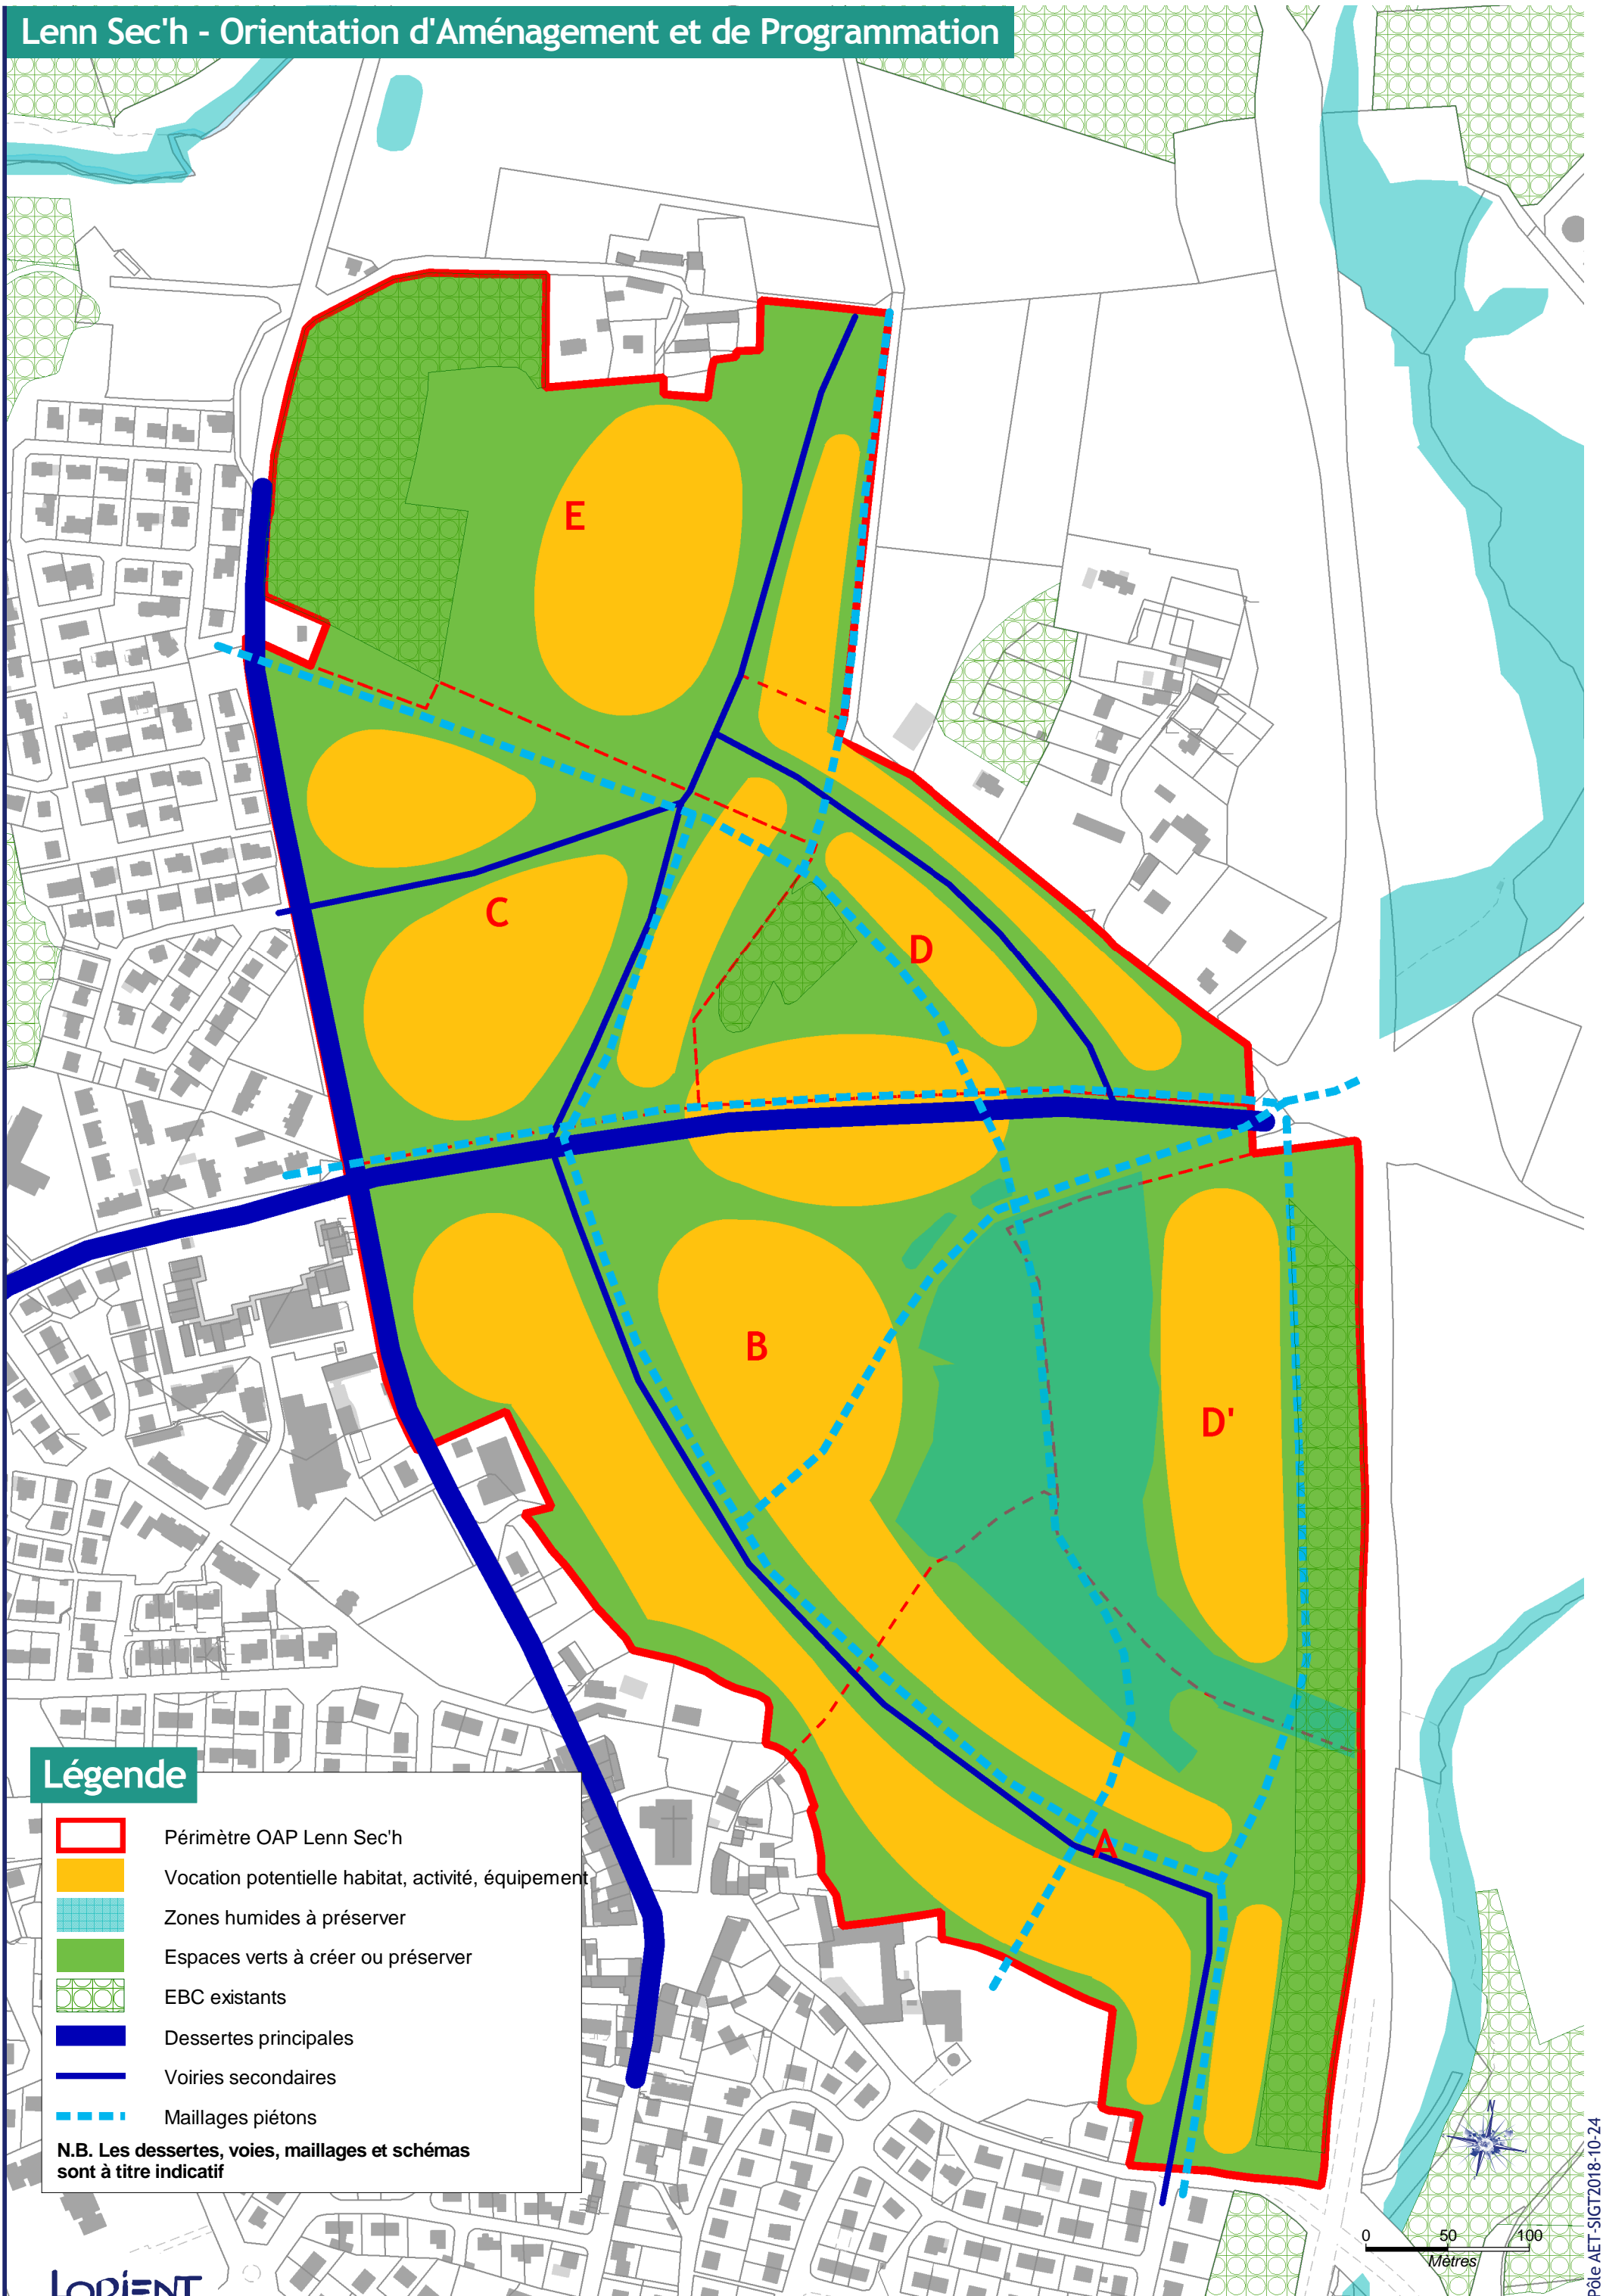 Lenn Sec'h - Orientation d'Aménagement et de Programmation
E
C
D
B
D'
A
Légende
Périmètre OAP Lenn Sec'h
Vocation potentielle habitat, activité, équipement
Zones humides à préserver
Espaces verts à créer ou préserver
EBC existants
Dessertes principales
Voiries secondaires
Maillages piétons
N.B. Les dessertes, voies, maillages et schémas
sont à titre indicatif
N
0 50 100
Mètres
Pôle AET-SIGT2018-10-24
LORIENT